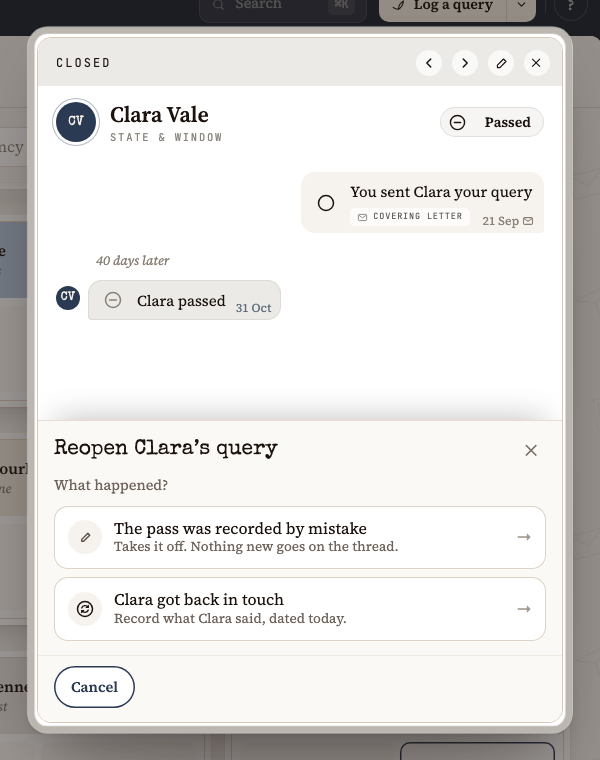 Search ⌘K Log a query ?
CLOSED
CV Clara Vale
STATE & WINDOW
Passed
You sent Clara your query
COVERING LETTER 21 Sep
40 days later
CV Clara passed 31 Oct
Reopen Clara's query
What happened?
The pass was recorded by mistake
Takes it off. Nothing new goes on the thread.
Clara got back in touch
Record what Clara said, dated today.
Cancel